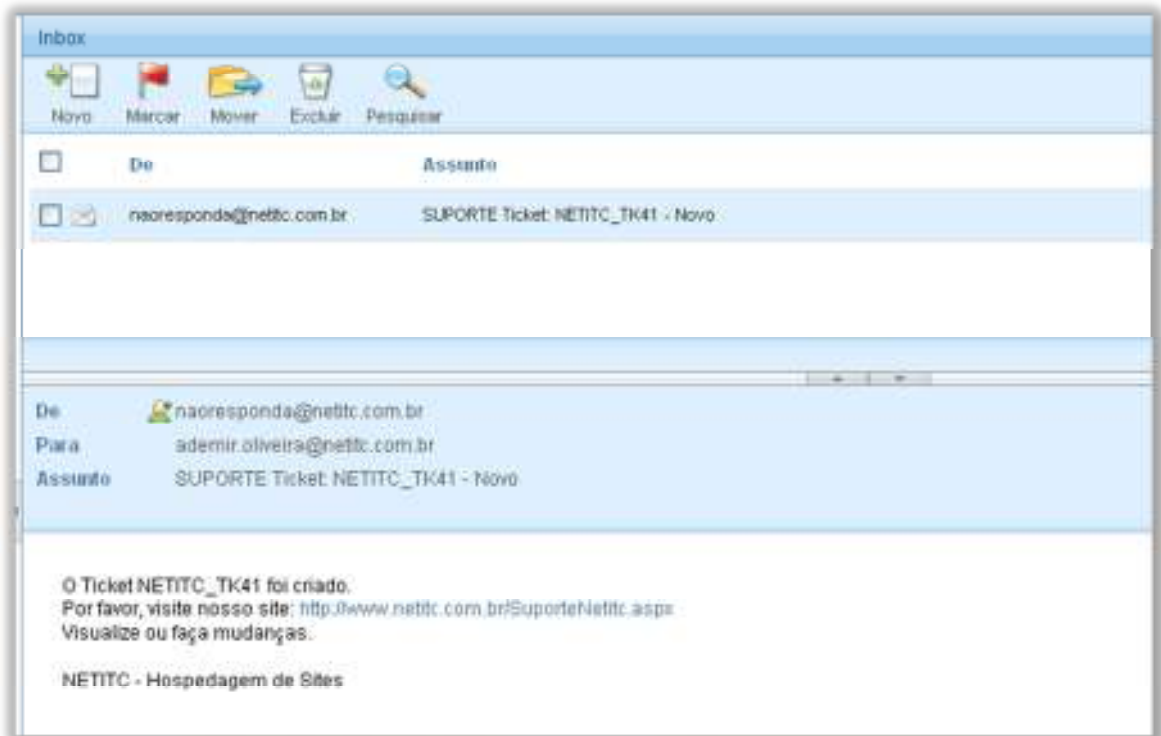 Inbox
Novo Marcar Mover Excluir Pesquisar
De Assunto
naoresponda@netitc.com.br SUPORTE Ticket: NETITC_TK41 - Novo
De naoresponda@netitc.com.br
Para ademir.oliveira@netitc.com.br
Assunto SUPORTE Ticket: NETITC_TK41 - Novo
O Ticket NETITC_TK41 foi criado.
Por favor, visite nosso site: http://www.netitc.com.br/SuporteNetitc.aspx
Visualize ou faça mudanças.
NETITC - Hospedagem de Sites